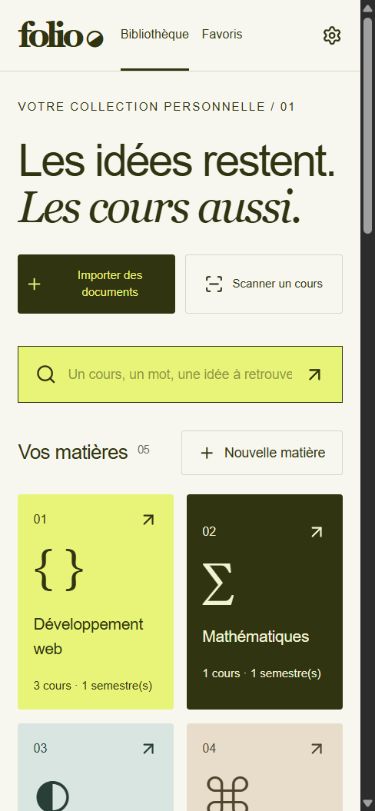 folio
Bibliothèque Favoris
VOTRE COLLECTION PERSONNELLE / 01
Les idées restent.
Les cours aussi.
Importer des
documents
Scanner un cours
Un cours, un mot, une idée à retrouve
Vos matières 05
+ Nouvelle matière
01
{ }
Développement
web
3 cours · 1 semestre(s)
02
Σ
Mathématiques
1 cours · 1 semestre(s)
03
04
⌘